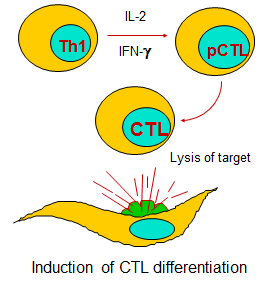 IL-2
Th1
IFN-γ
pCTL
CTL
Lysis of target
Induction of CTL differentiation